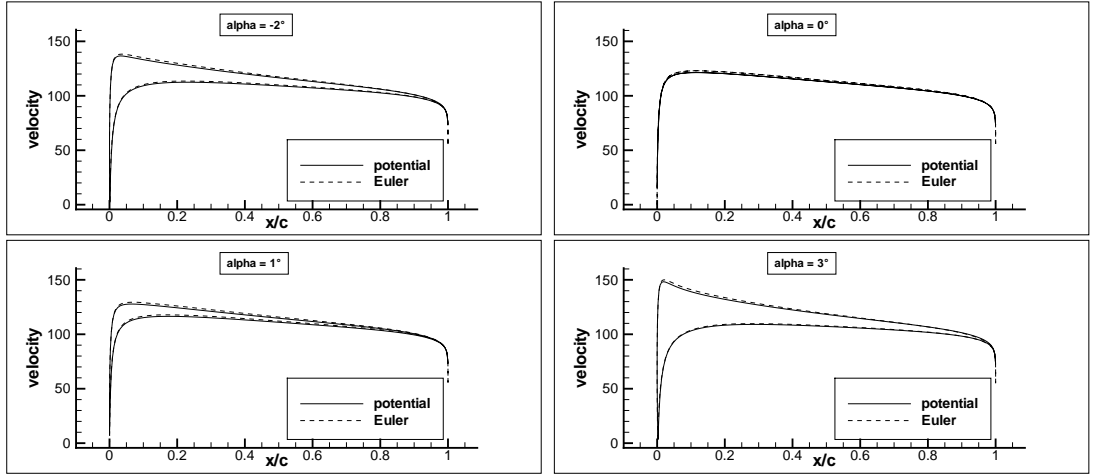 alpha = -2°
150
100
50
0
velocity
potential
Euler
0 0.2 0.4 0.6 0.8 1
x/c
alpha = 0°
150
100
50
0
velocity
potential
Euler
0 0.2 0.4 0.6 0.8 1
x/c
alpha = 1°
150
100
50
0
velocity
potential
Euler
0 0.2 0.4 0.6 0.8 1
x/c
alpha = 3°
150
100
50
0
velocity
potential
Euler
0 0.2 0.4 0.6 0.8 1
x/c